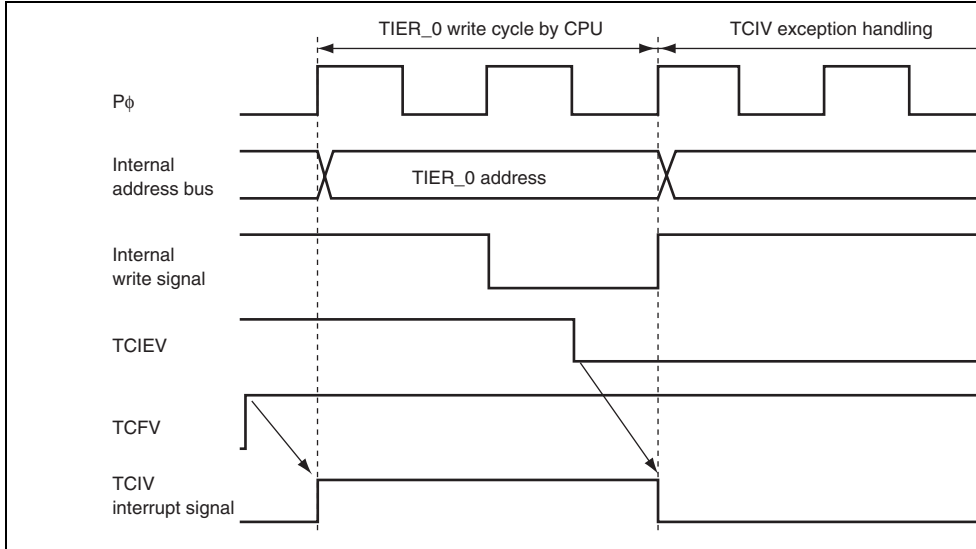 TIER_0 write cycle by CPU
TCIV exception handling
Pϕ
Internal
address bus
TIER_0 address
Internal
write signal
TCIEV
TCFV
TCIV
interrupt signal